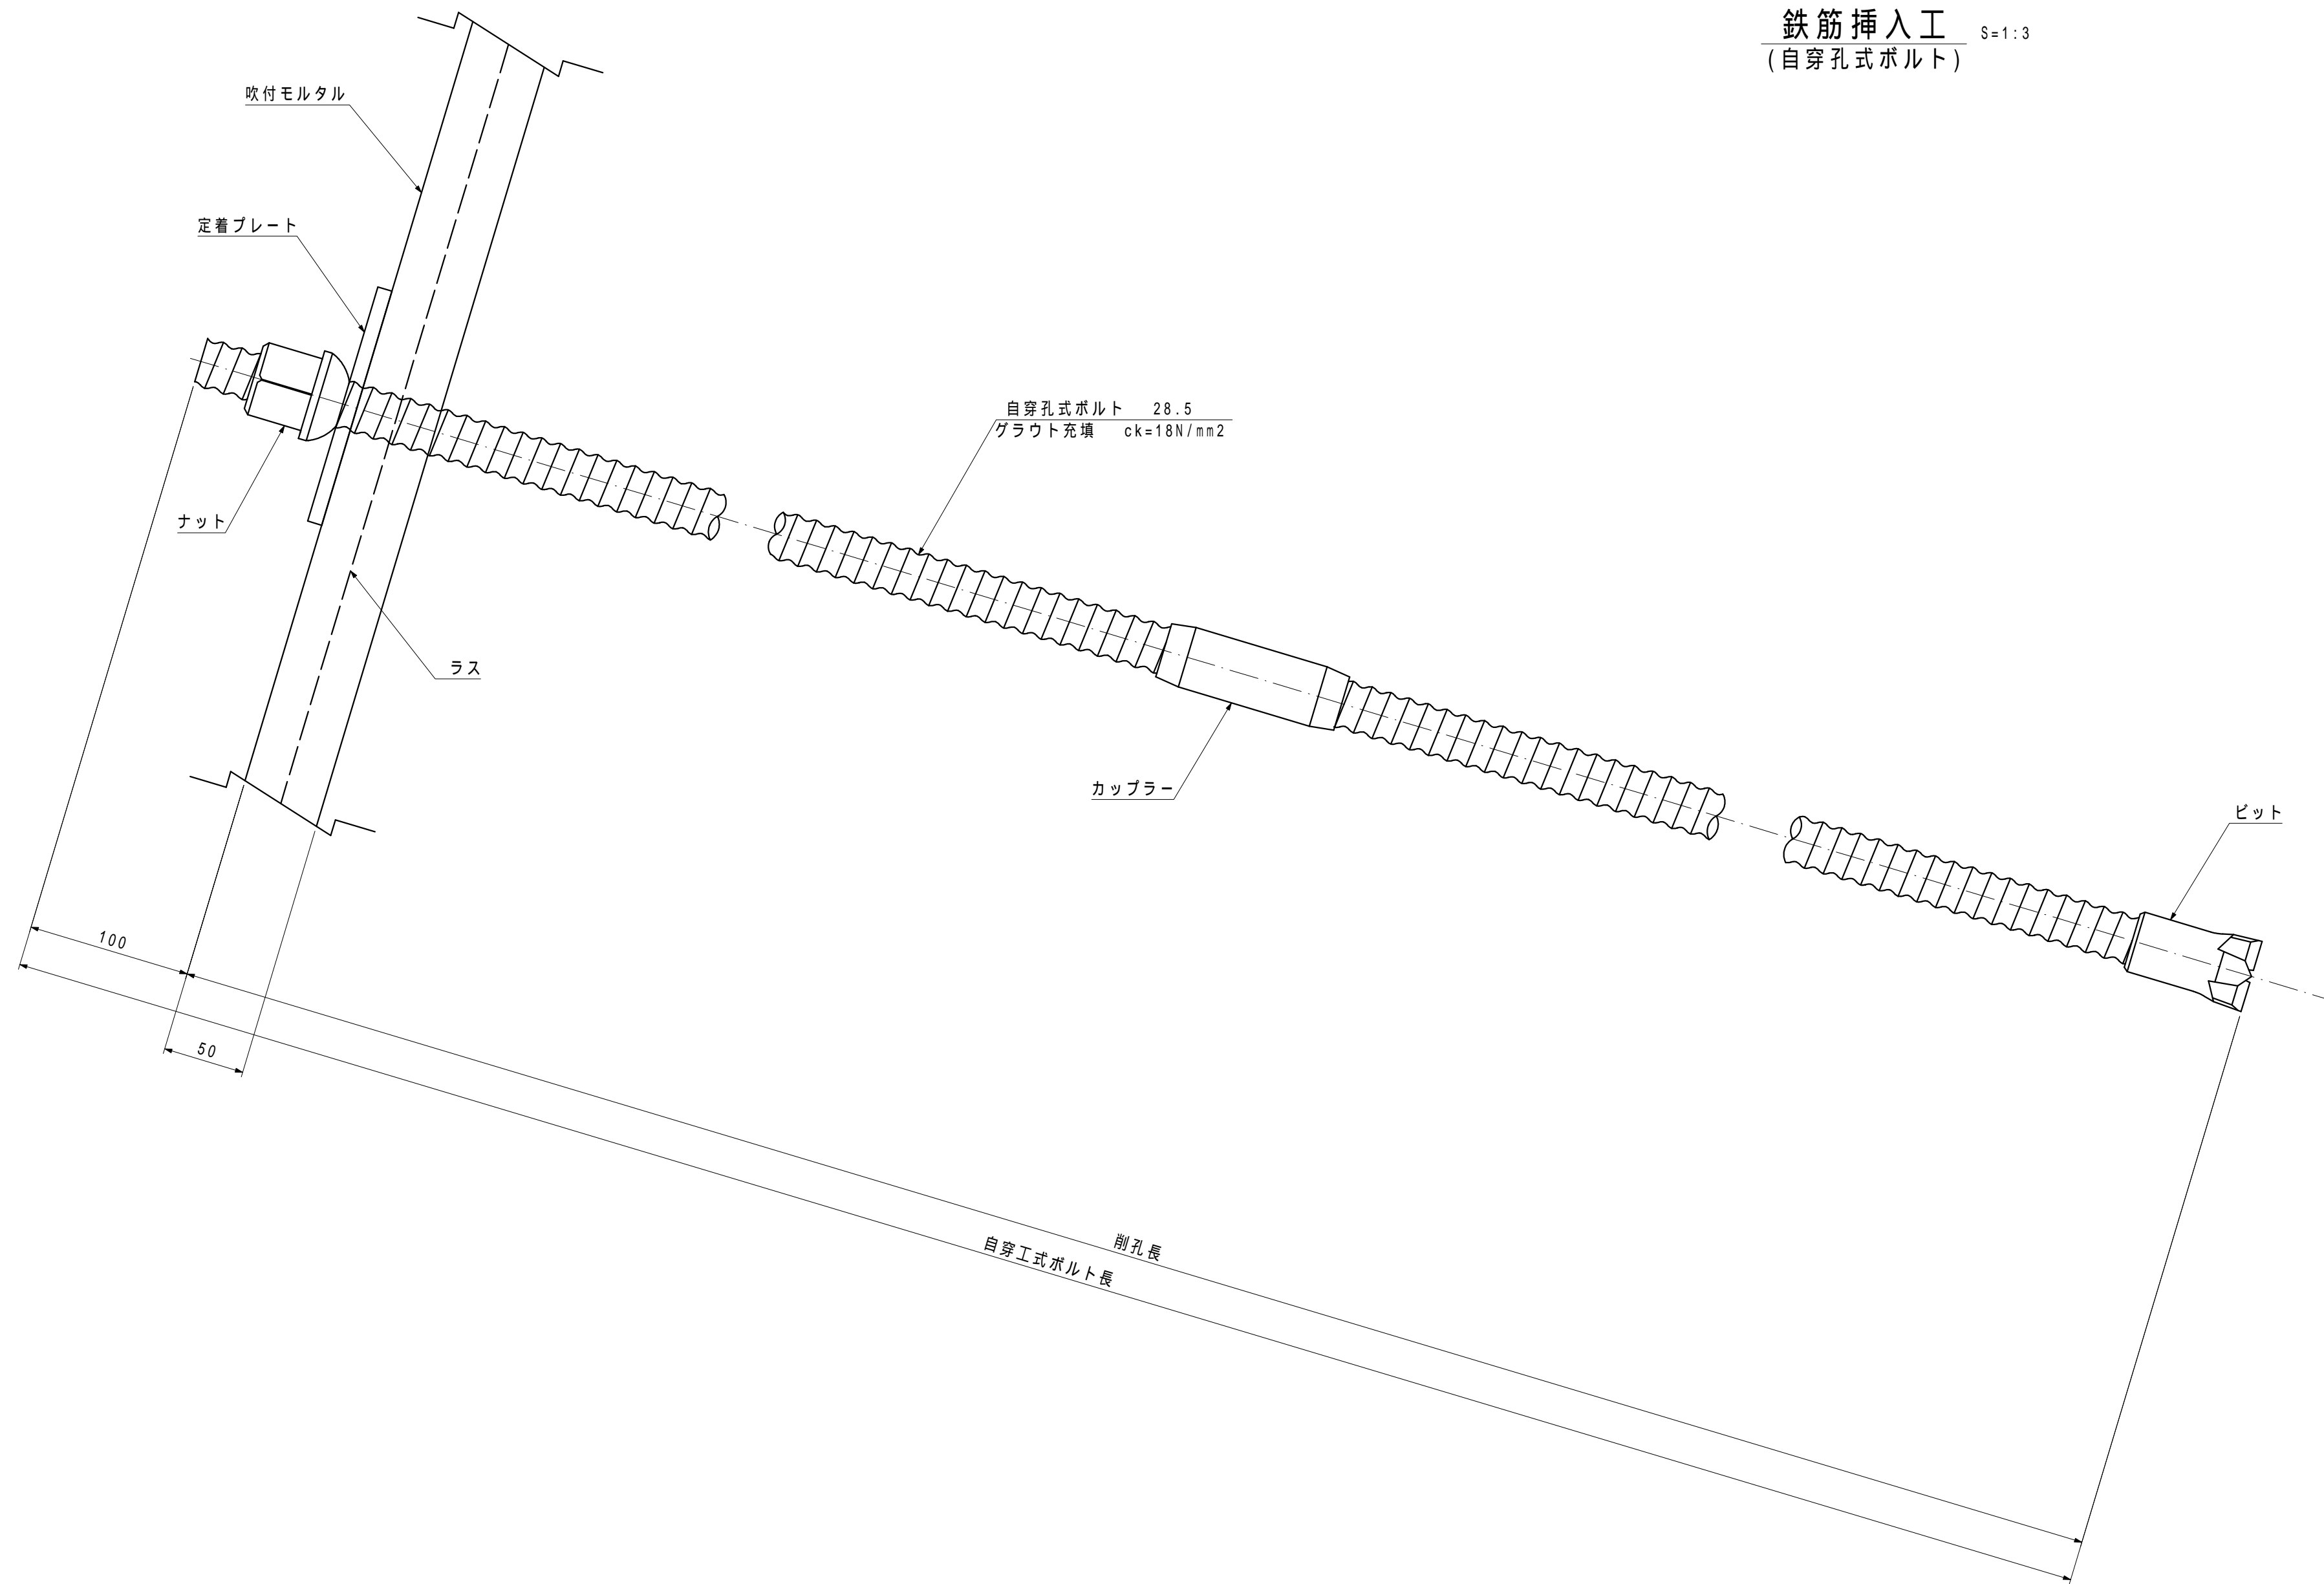 鉄筋挿入工 S=1:3
(自穿孔式ボルト)
吹付モルタル
定着プレート
ナット
ラス
自穿孔式ボルト 28.5
グラウト充填 ck=18N/mm2
カップラー
ビット
100
50
削孔長
自穿工式ボルト長